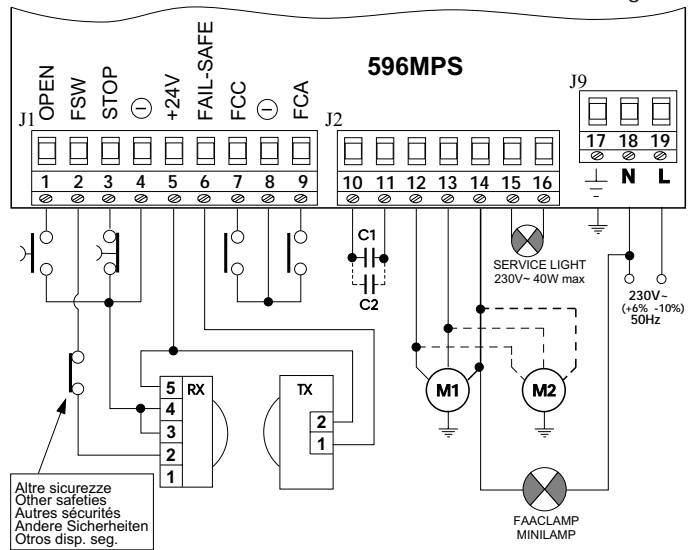 596MPS
J1
OPEN
FSW
STOP
⊖
+24V
FAIL-SAFE
FCC
⊖
FCA
J2
J9
1 2 3 4 5 6 7 8 9
10 11 12 13 14 15 16
17 18 19
N L
C1
C2
SERVICE LIGHT
230V~ 40W max
230V~
(+6% -10%)
50Hz
5 RX
4
3
2
1
TX
2
1
M1
M2
Altre sicurezze
Other safeties
Autres sécurités
Andere Sicherheiten
Otros disp. seg.
FAACLAMP
MINILAMP